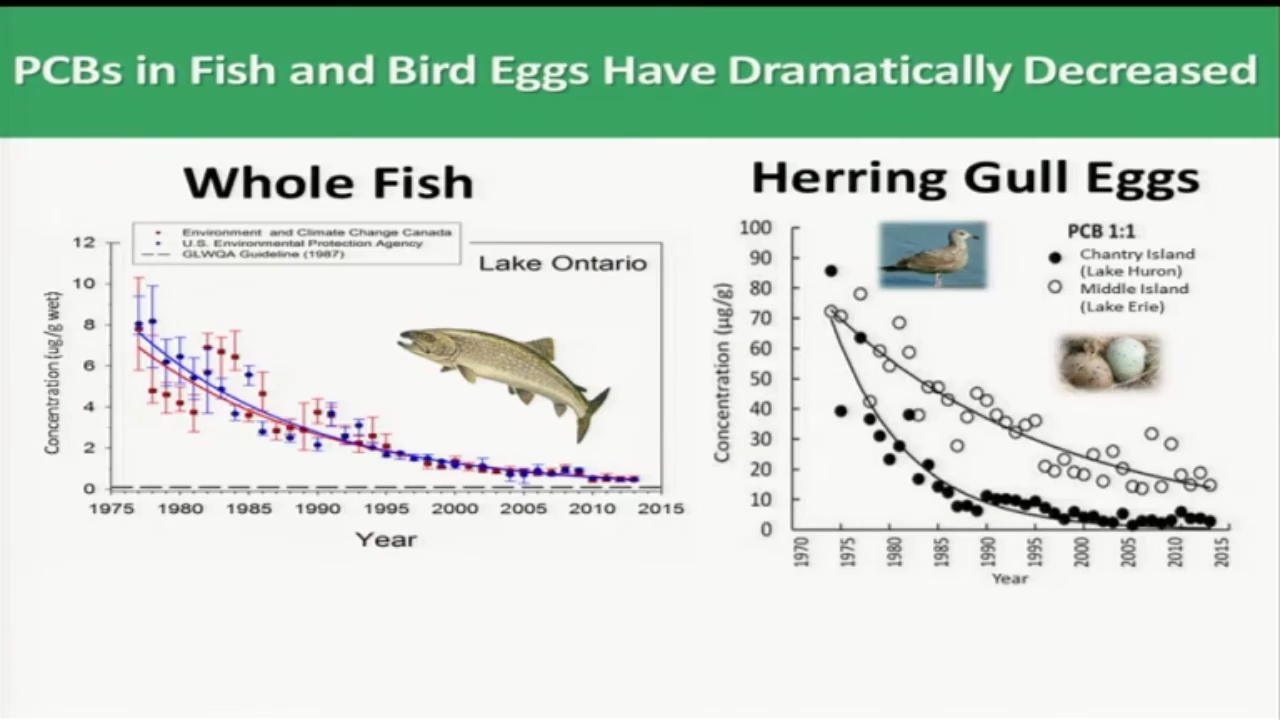 PCBs in Fish and Bird Eggs Have Dramatically Decreased
Whole Fish
Environment and Climate Change Canada
U.S. Environmental Protection Agency
GLWQA Guideline (1987)
Lake Ontario
Concentration (ug/g wet)
12
10
8
6
4
2
0
1975 1980 1985 1990 1995 2000 2005 2010 2015
Year
Herring Gull Eggs
PCB 1:1
Chantry Island
(Lake Huron)
Middle Island
(Lake Erie)
Concentration (µg/g)
100
90
80
70
60
50
40
30
20
10
0
1970 1975 1980 1985 1990 1995 2000 2005 2010 2015
Year